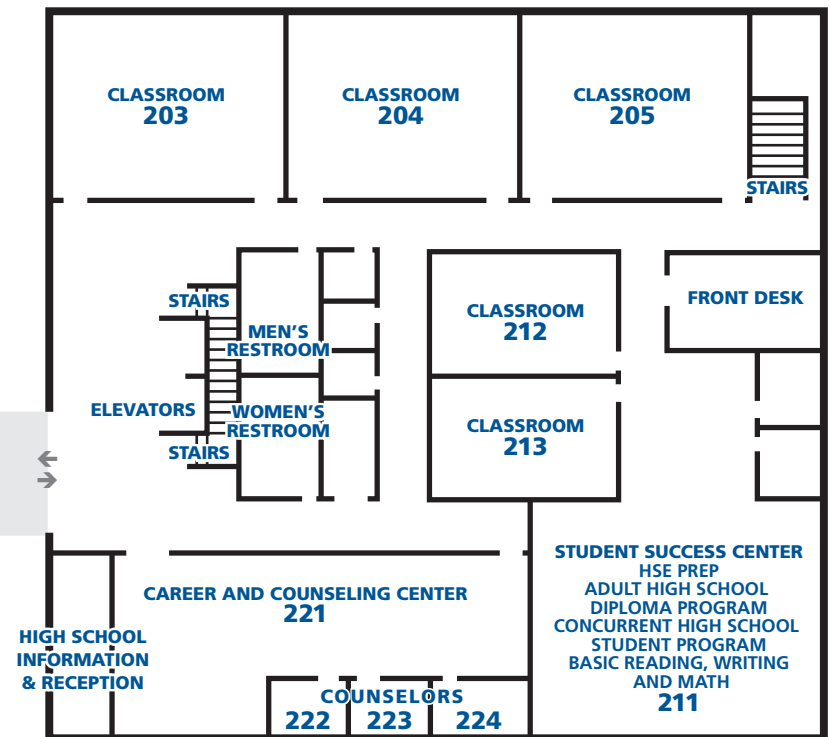 CLASSROOM
203
CLASSROOM
204
CLASSROOM
205
STAIRS
STAIRS
MEN'S
RESTROOM
CLASSROOM
212
FRONT DESK
ELEVATORS
WOMEN'S
RESTROOM
STAIRS
CLASSROOM
213
CAREER AND COUNSELING CENTER
221
HIGH SCHOOL
INFORMATION
& RECEPTION
COUNSELORS
222
223
224
STUDENT SUCCESS CENTER
HSE PREP
ADULT HIGH SCHOOL
DIPLOMA PROGRAM
CONCURRENT HIGH SCHOOL
STUDENT PROGRAM
BASIC READING, WRITING
AND MATH
211